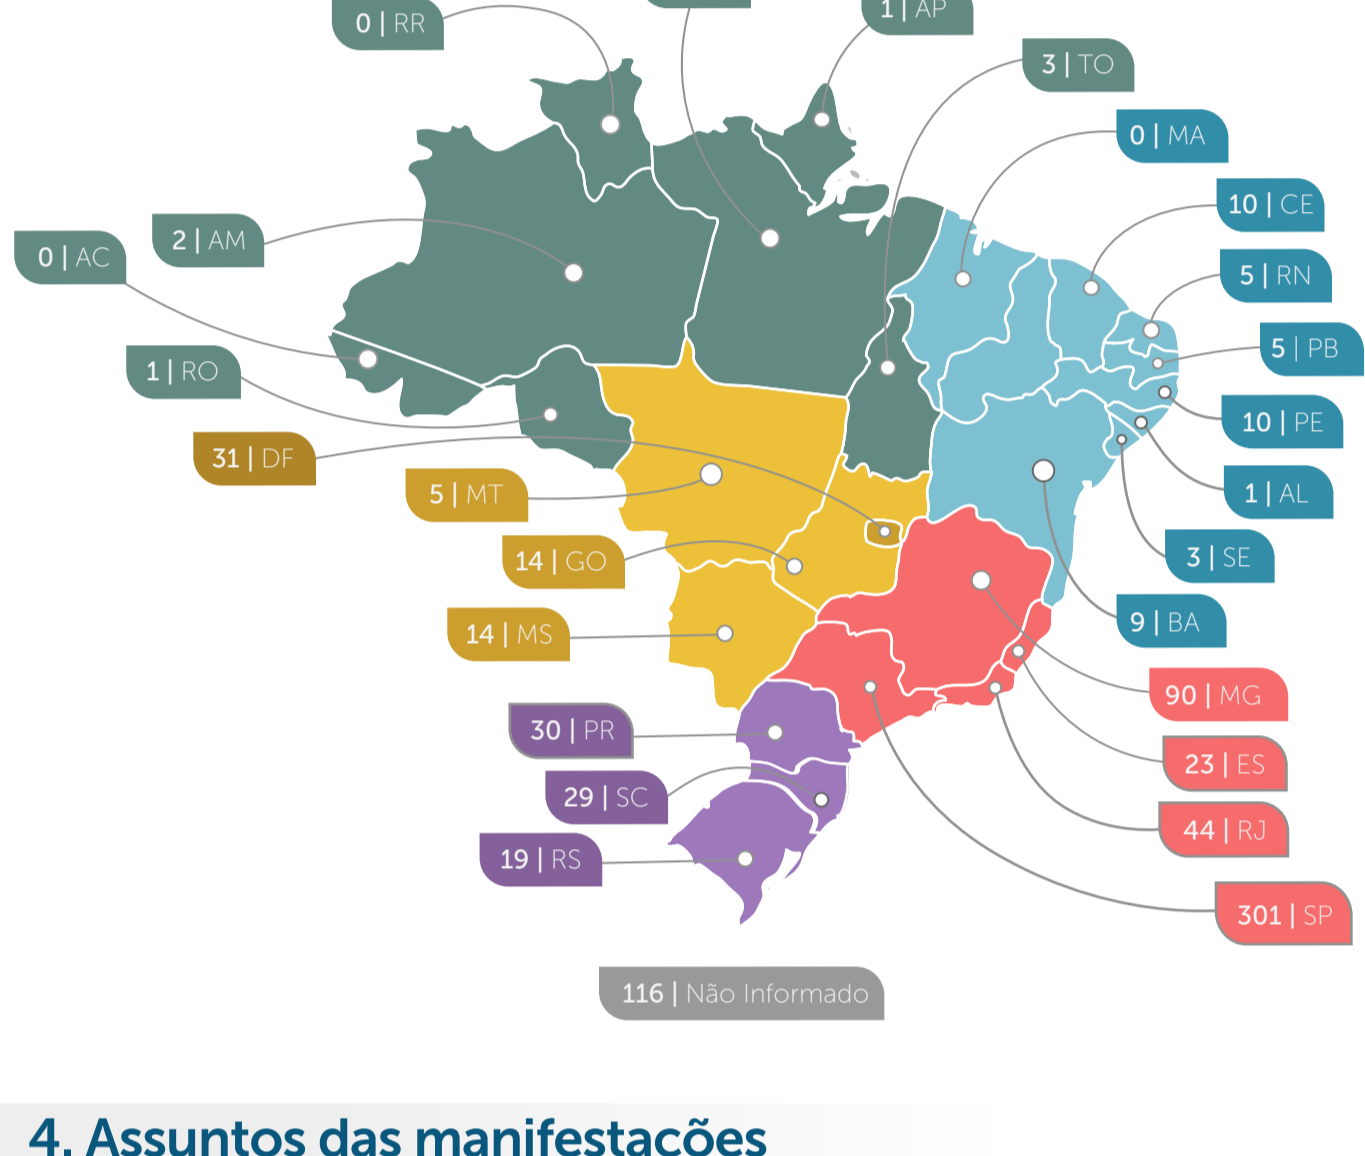 0 | RR
1 | AP
3 | TO
0 | MA
10 | CE
2 | AM
0 | AC
5 | RN
5 | PB
1 | RO
10 | PE
31 | DF
5 | MT
1 | AL
14 | GO
3 | SE
14 | MS
9 | BA
90 | MG
30 | PR
23 | ES
29 | SC
44 | RJ
19 | RS
301 | SP
116 | Não Informado
4. Assuntos das manifestações